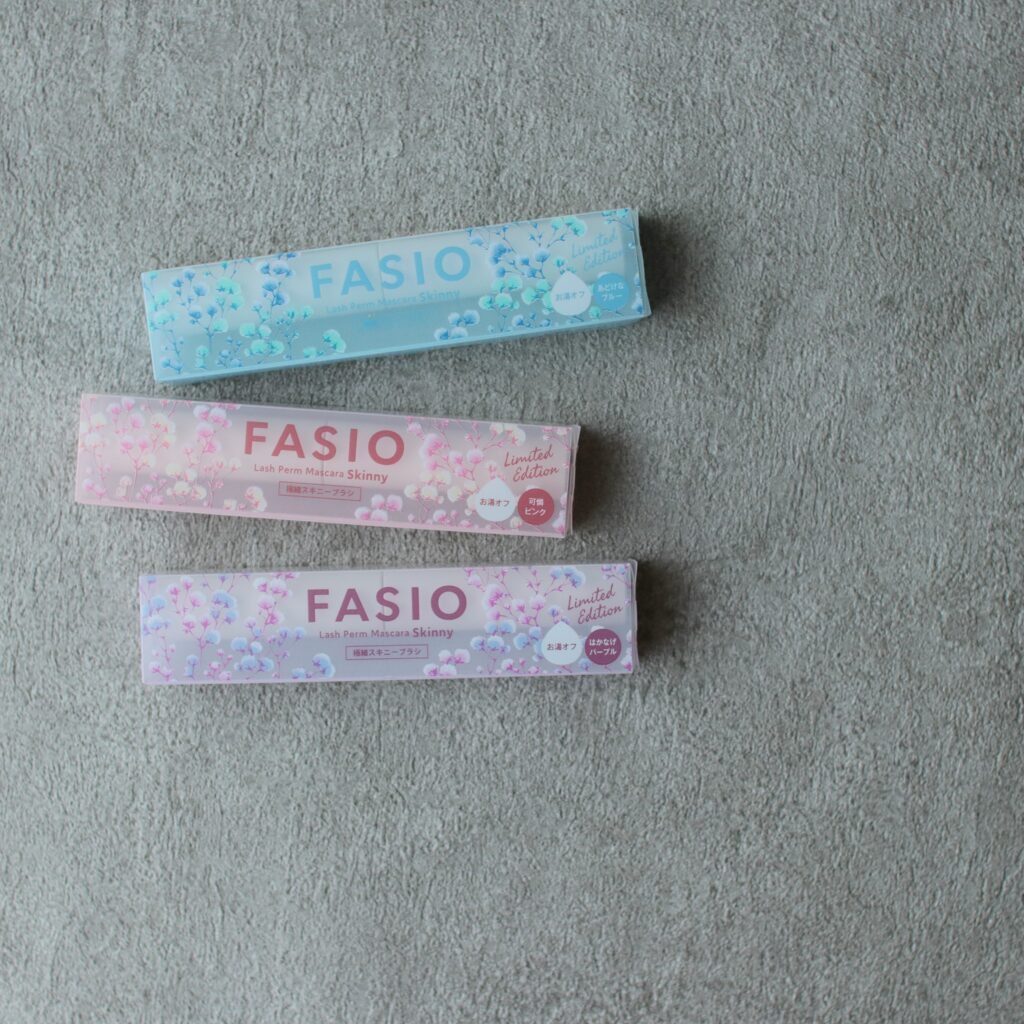 FASIO
Lash Perm Mascara Skinny
Limited
Edition
お湯オフ
あどけな
ブルー
FASIO
Lash Perm Mascara Skinny
極細スキニーブラシ
Limited
Edition
お湯オフ
可憐
ピンク
FASIO
Lash Perm Mascara Skinny
極細スキニーブラシ
Limited
Edition
お湯オフ
はかなげ
パープル